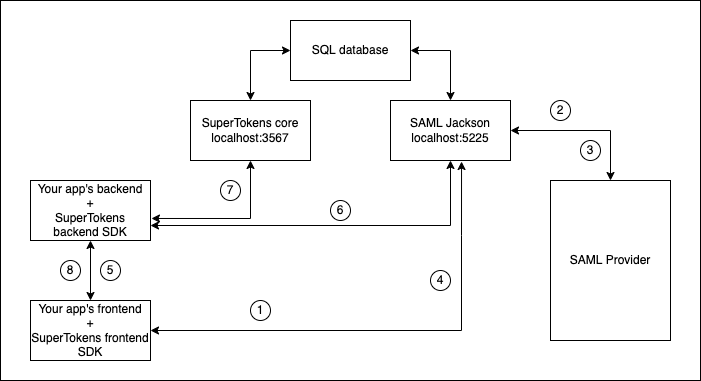 SQL database
SuperTokens core
localhost:3567
SAML Jackson
localhost:5225
2
3
7
Your app's backend
+
SuperTokens
backend SDK
6
SAML Provider
8
5
4
1
Your app's frontend
+
SuperTokens frontend
SDK